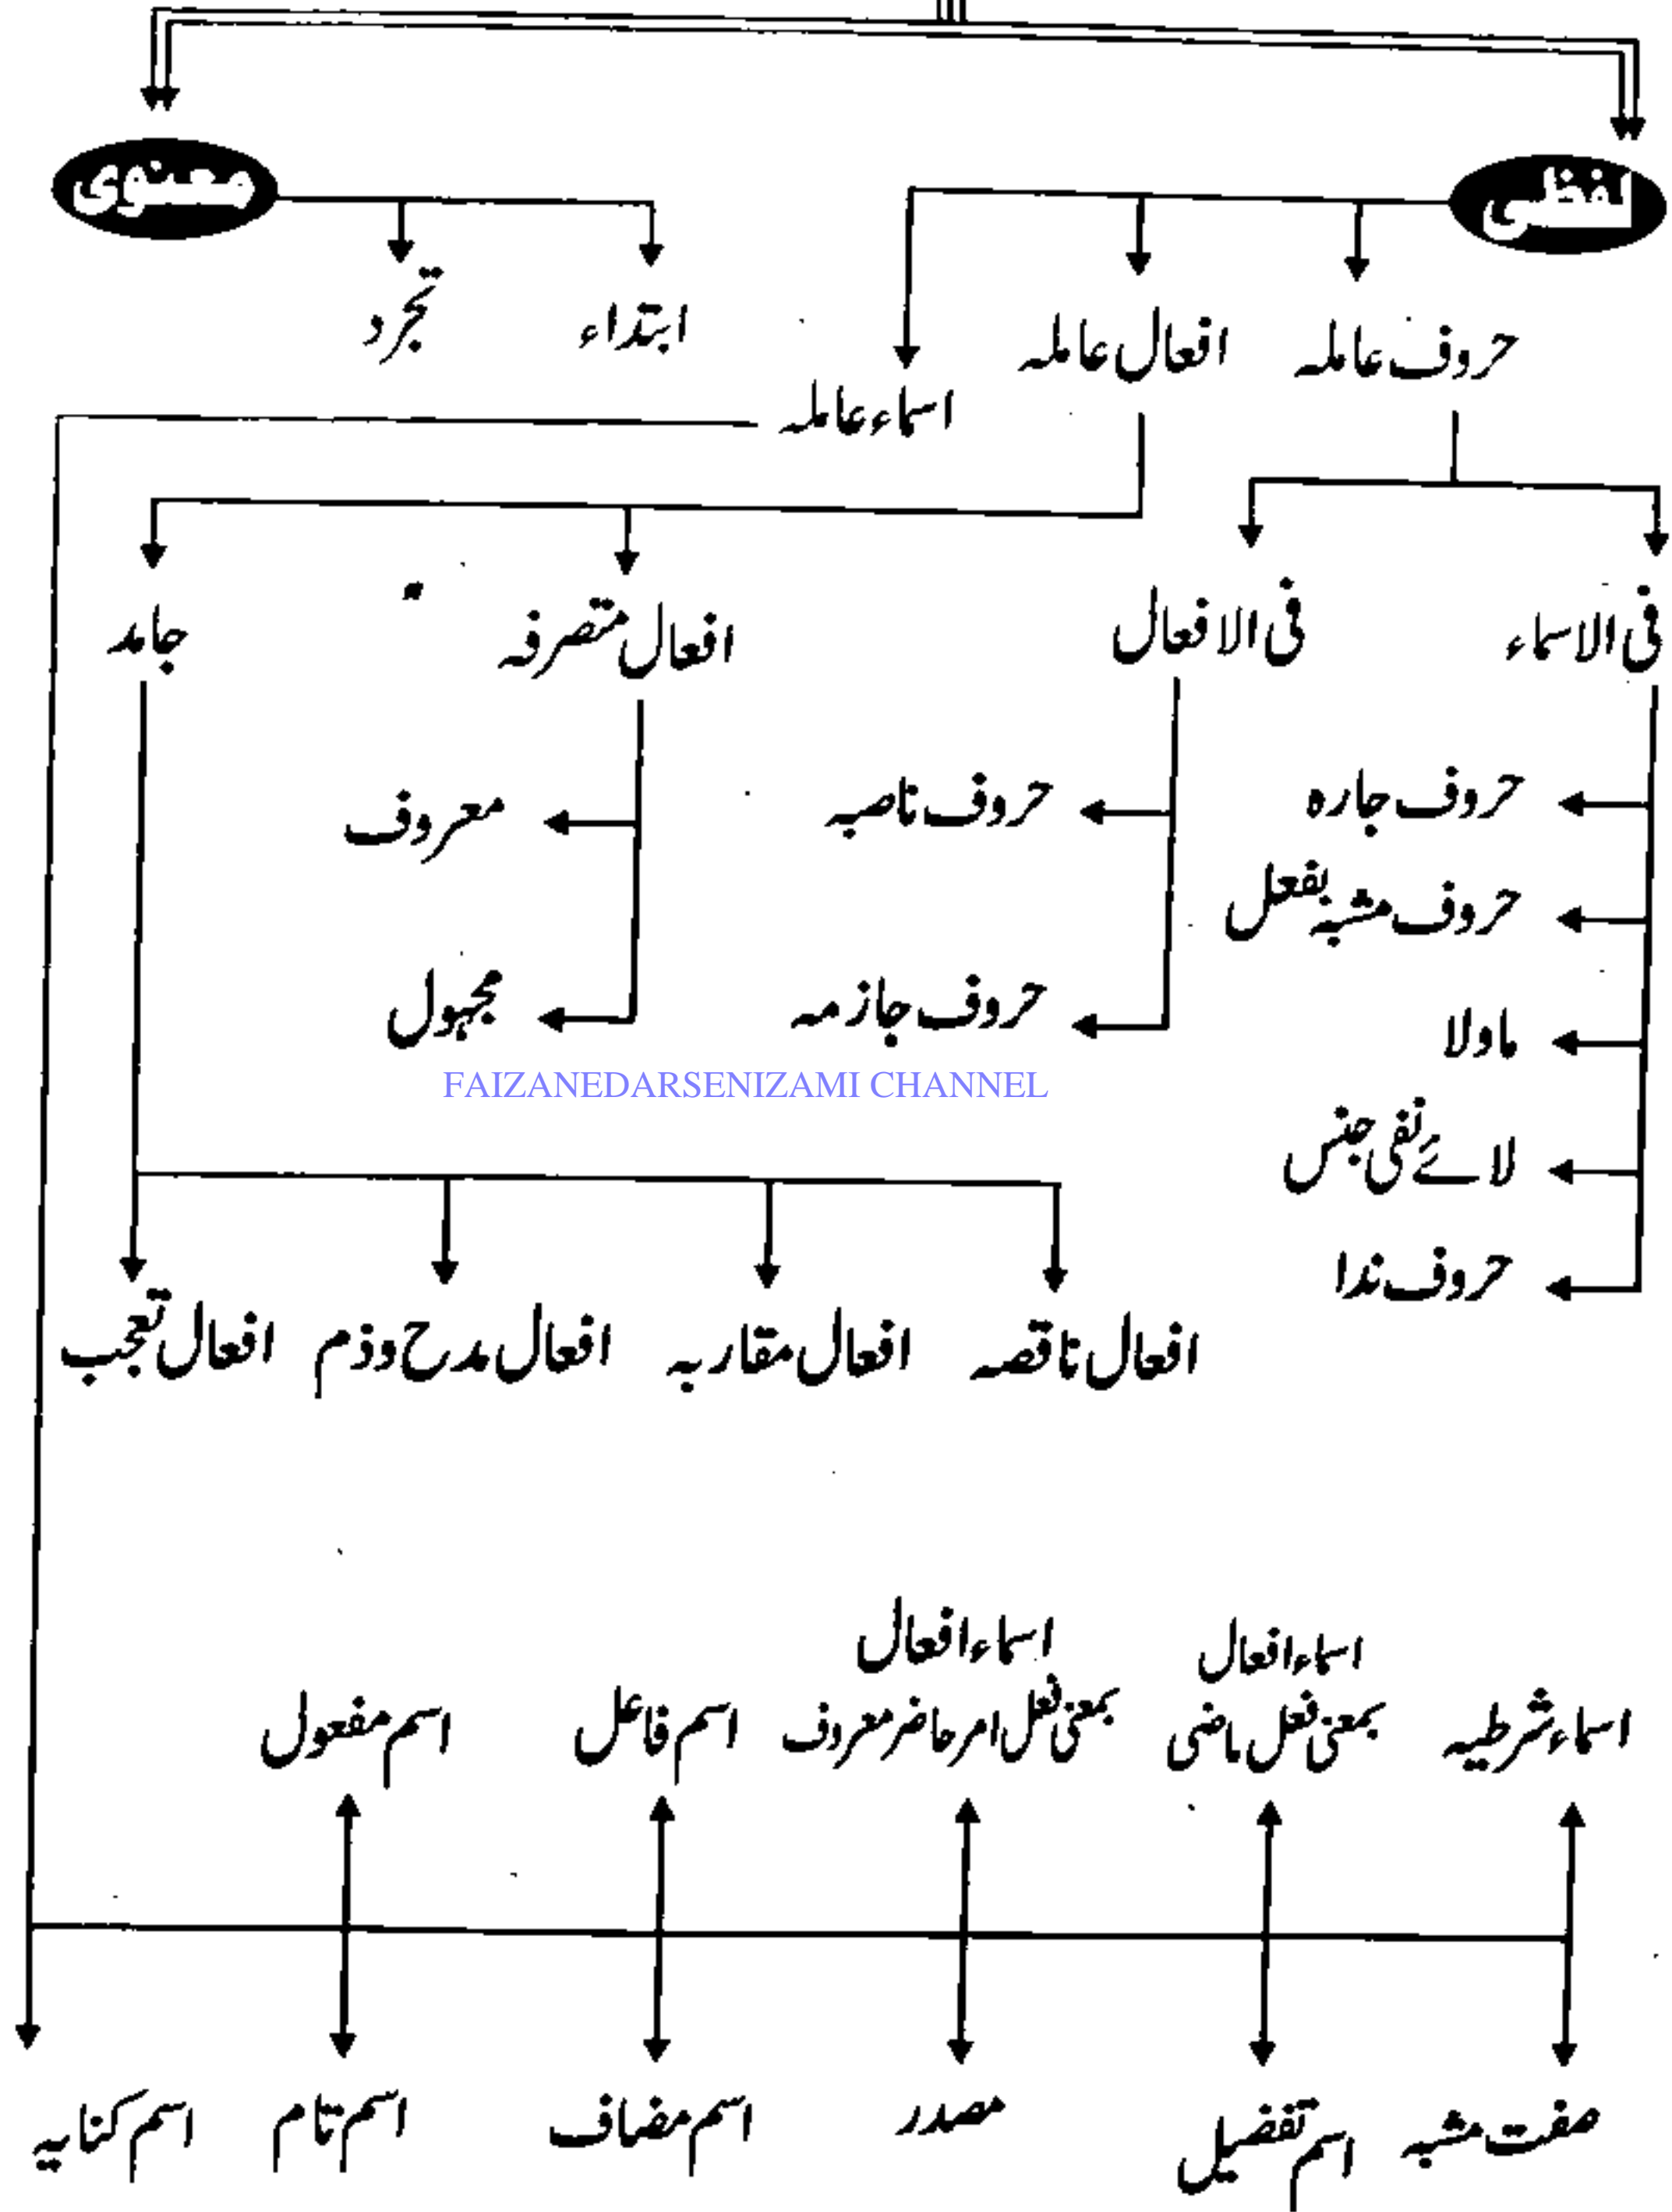 لفظی
معنوی
حروف عاملہ
افعال عاملہ
اسماء عاملہ
ابتداء
تجرد
فی الاسماء
فی الافعال
افعال متصرفہ
جامد
حروف جارہ
حروف مشبہ بفعل
ماولا
لائے نفی جنس
حروف ندا
حروف ناصبہ
حروف جازمہ
معروف
مجہول
FAIZANEDARSENIZAMI CHANNEL
افعال ناقصہ
افعال مقاربہ
افعال مدح وذم
افعال تعجب
اسماء شرطیہ
اسماء افعال
بمعنی فعل ماضی
اسماء افعال
بمعنی فعل امر حاضر معروف
اسم فاعل
اسم مفعول
صفت مشبہ
اسم تفضیل
مصدر
اسم مضاف
اسم تام
اسم کنایہ